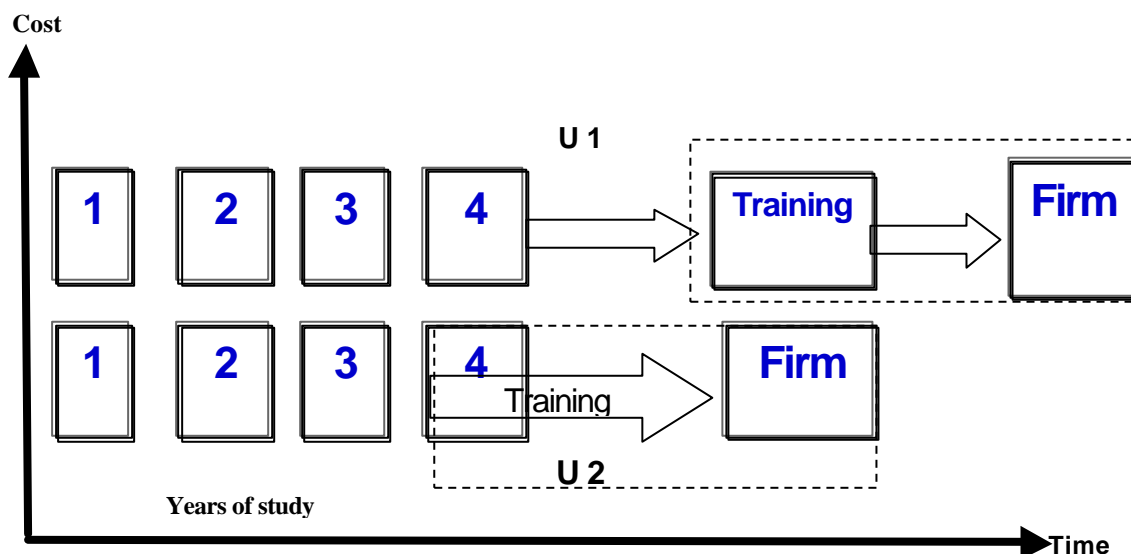 Cost
U 1
1 2 3 4 Training Firm
1 2 3 4 Firm
Training
U 2
Years of study
Time